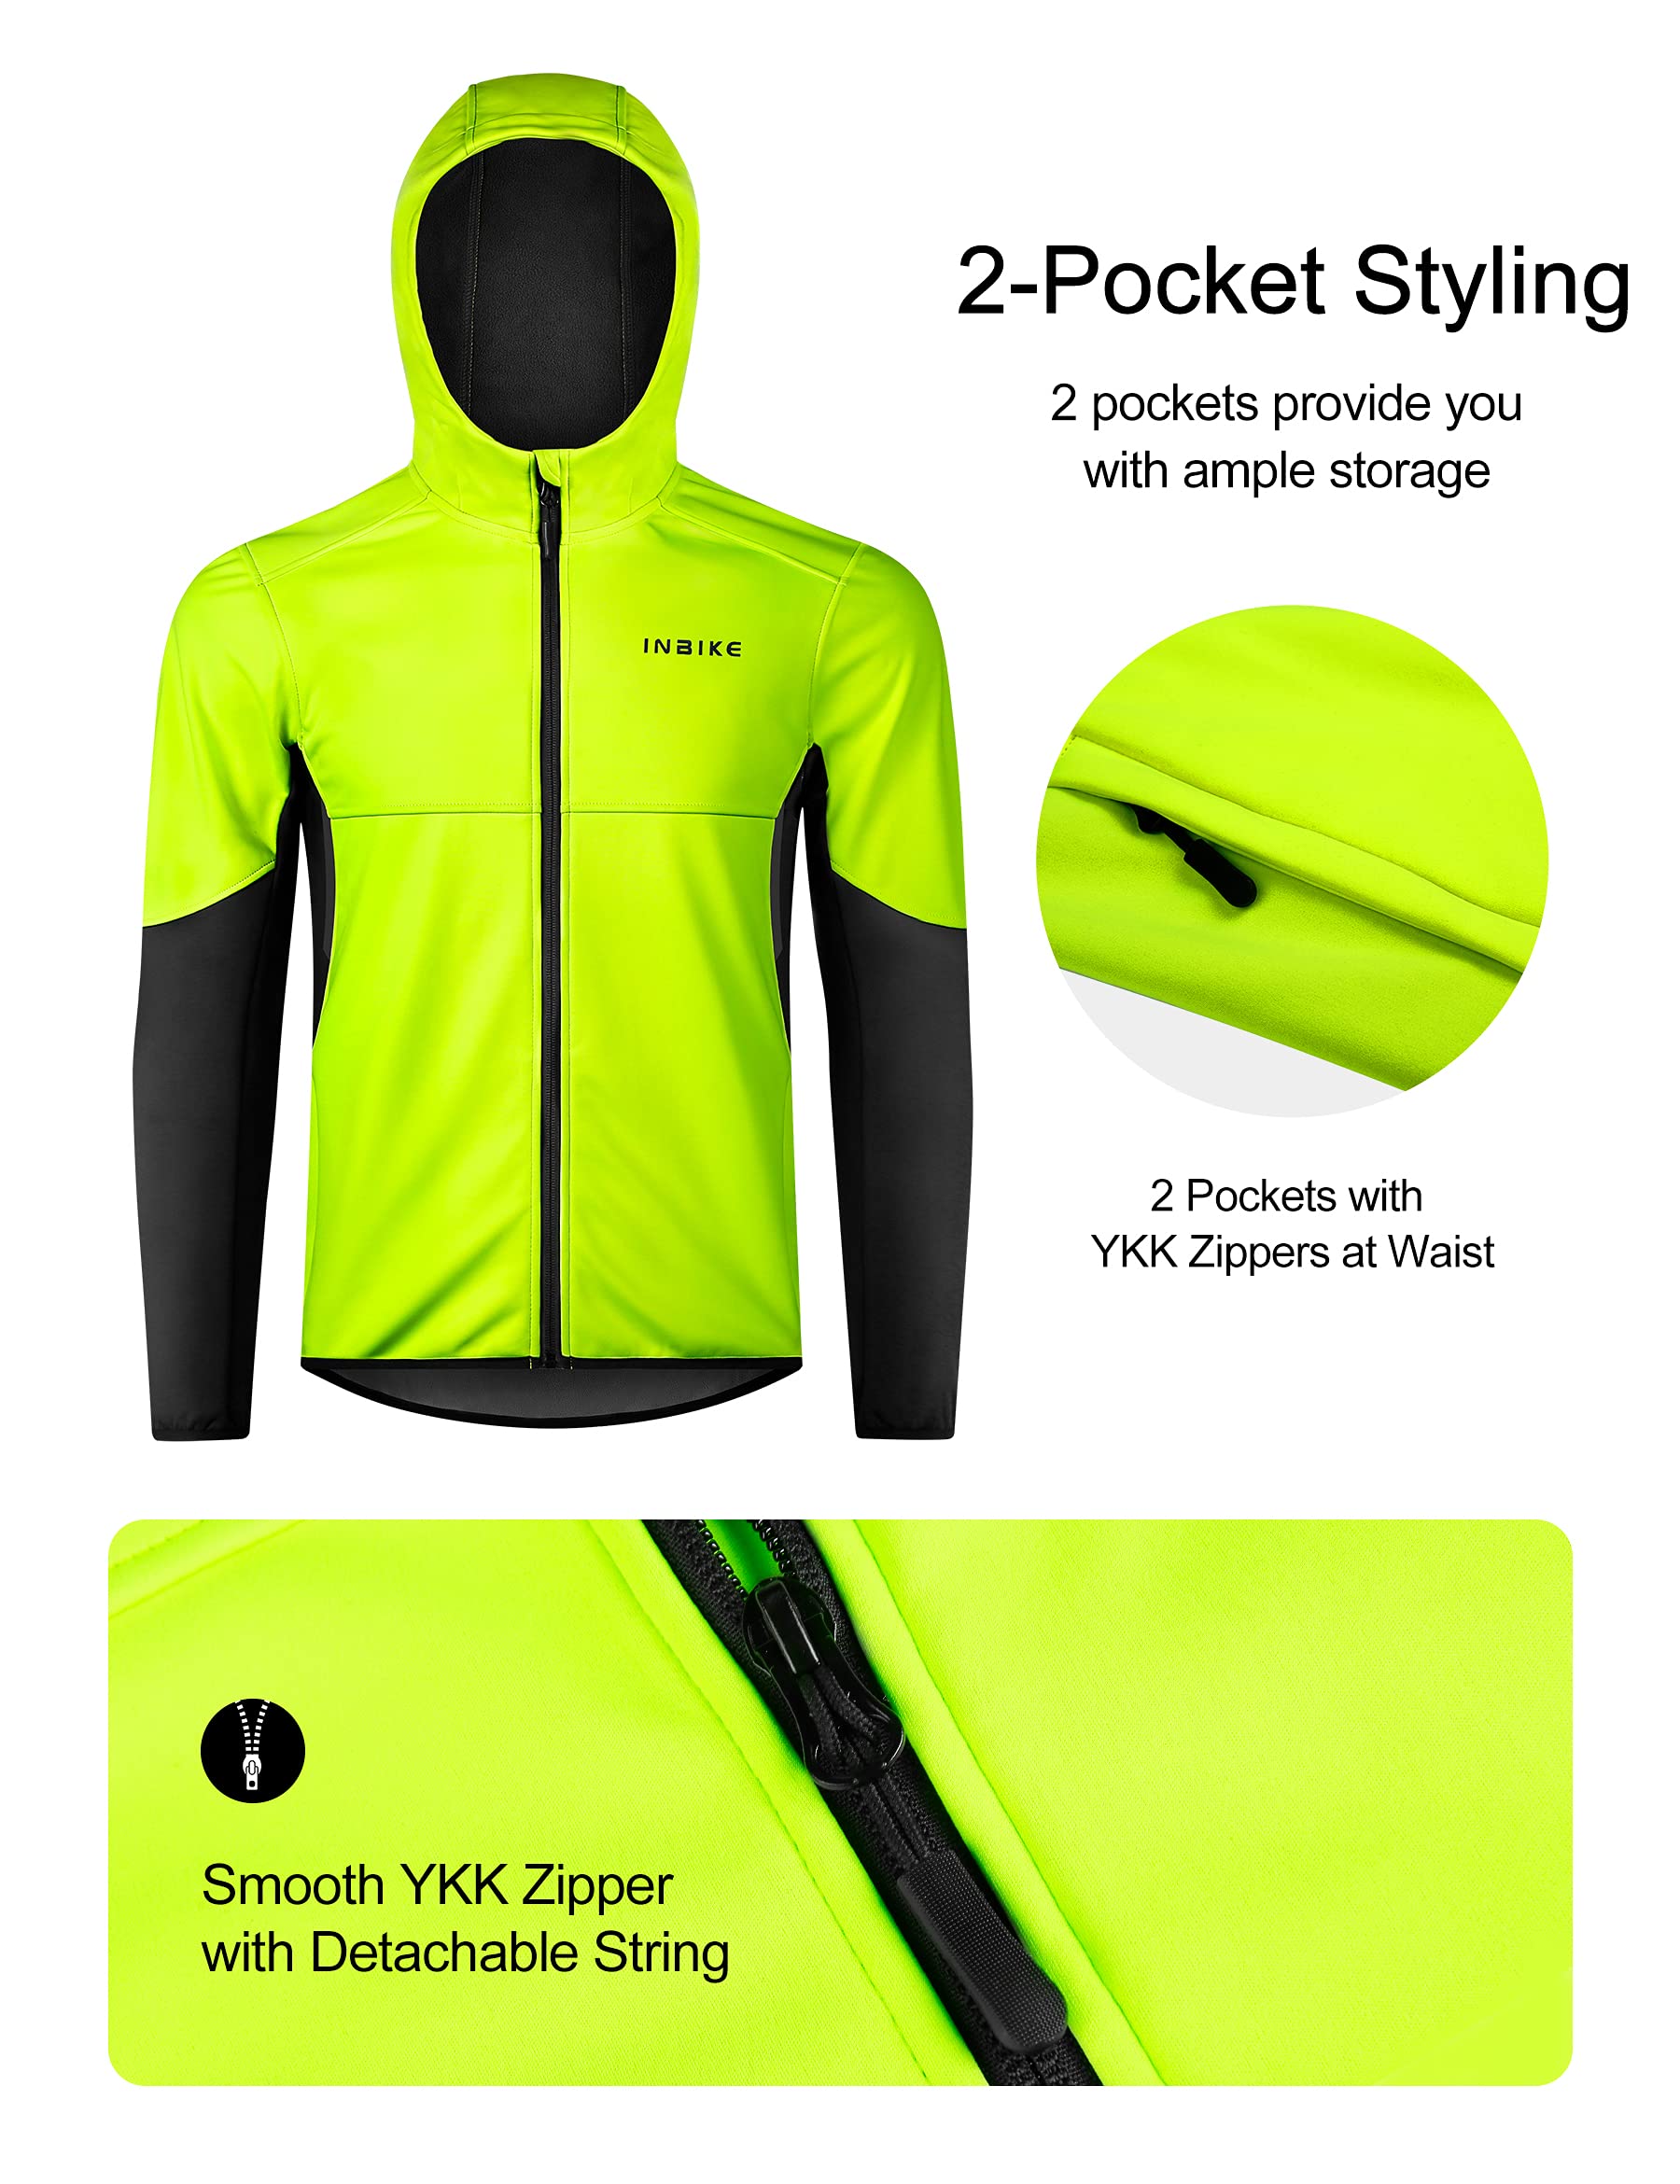 2-Pocket Styling
2 pockets provide you
with ample storage
INBIKE
2 Pockets with
YKK Zippers at Waist
Smooth YKK Zipper
with Detachable String